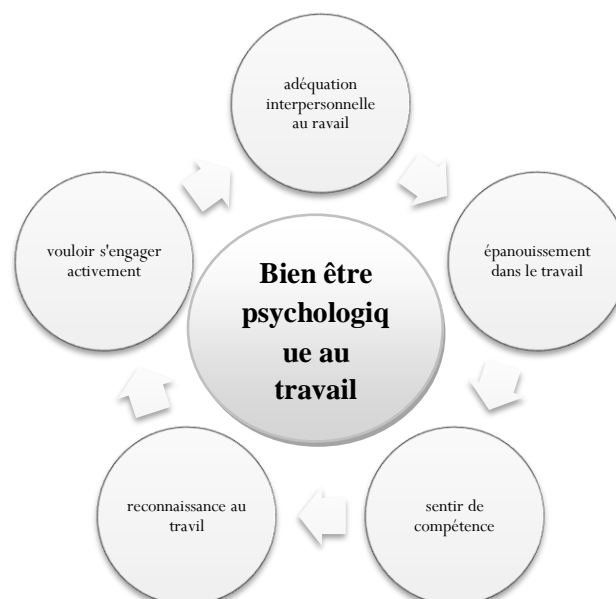 adéquation
interpersonnelle
au ravail
vouloir s'engager
activement
épanouissement
dans le travail
Bien être
psychologiq
ue au
travail
reconnaissance au
travil
sentir de
compétence